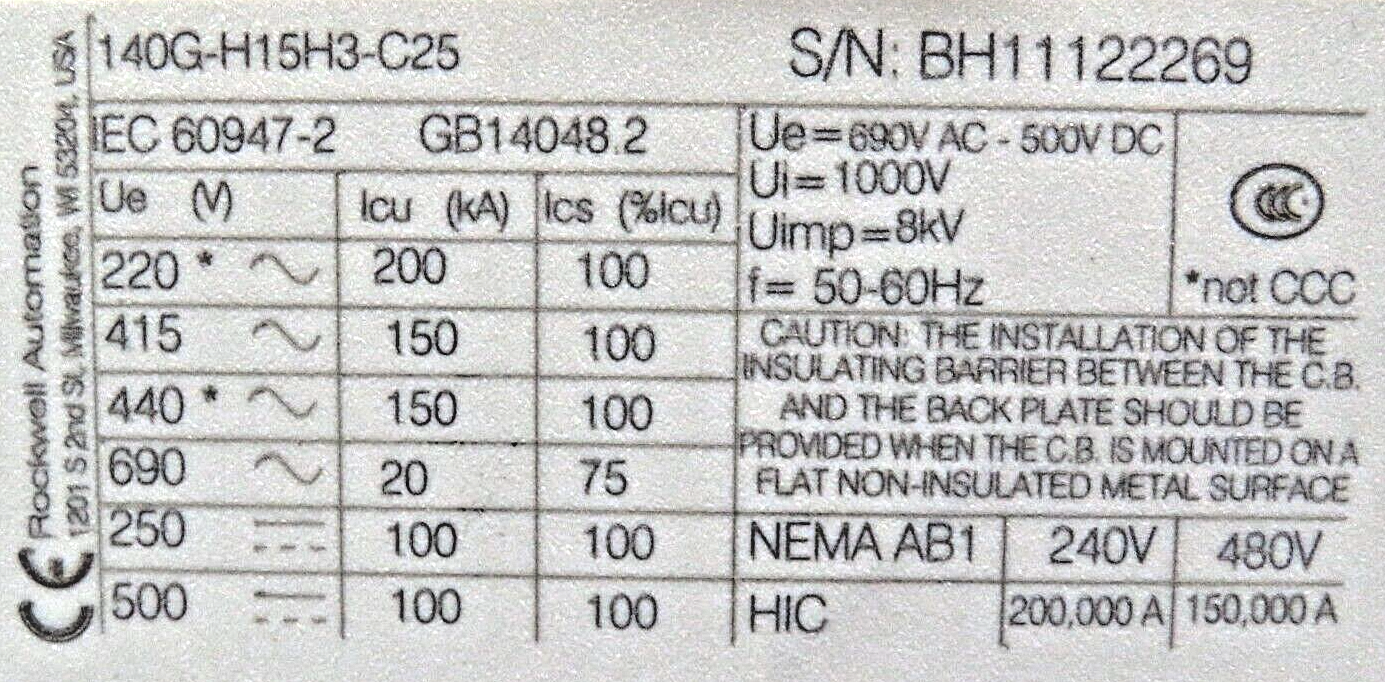 140G-H15H3-C25 S/N: BH11122269
Rockwell Automation
1201 S 2nd St. Milwaukee, WI 53204, USA
CE
IEC 60947-2 GB14048.2
Ue (V) Icu (kA) Ics (%Icu)
220 * 200 100
415 150 100
440 * 150 100
690 20 75
250 100 100
500 100 100
Ue=690V AC - 500V DC
Ui=1000V
Uimp=8kV
f= 50-60Hz
CCC
*not CCC
CAUTION: THE INSTALLATION OF THE
INSULATING BARRIER BETWEEN THE C.B.
AND THE BACK PLATE SHOULD BE
PROVIDED WHEN THE C.B. IS MOUNTED ON A
FLAT NON-INSULATED METAL SURFACE
NEMA AB1 240V 480V
HIC 200,000 A 150,000 A